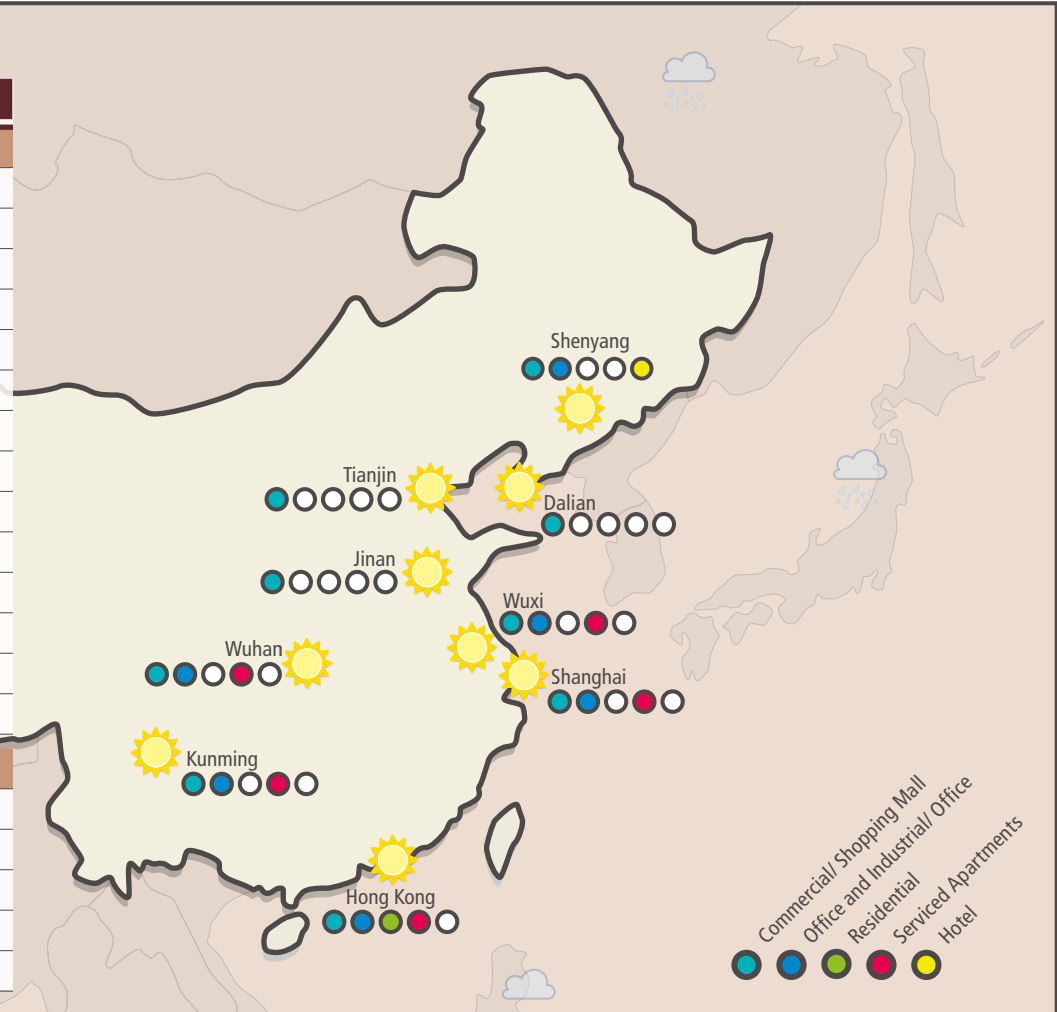 Shenyang
Tianjin
Dalian
Jinan
Wuxi
Wuhan
Shanghai
Kunming
Hong Kong
Commercial/ Shopping Mall
Office and Industrial/ Office
Residential
Serviced Apartments
Hotel